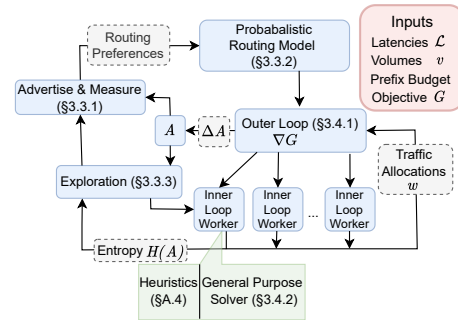 Routing
Preferences
Probabalistic
Routing Model
(§3.3.2)
Inputs
Latencies ℒ
Volumes v
Prefix Budget
Objective G
Advertise & Measure
(§3.3.1)
A
ΔA
Outer Loop (§3.4.1)
∇G
Traffic
Allocations
w
Exploration (§3.3.3)
Inner
Loop
Worker
Inner
Loop
Worker
...
Inner
Loop
Worker
Entropy H(A)
Heuristics
(§A.4)
General Purpose
Solver (§3.4.2)